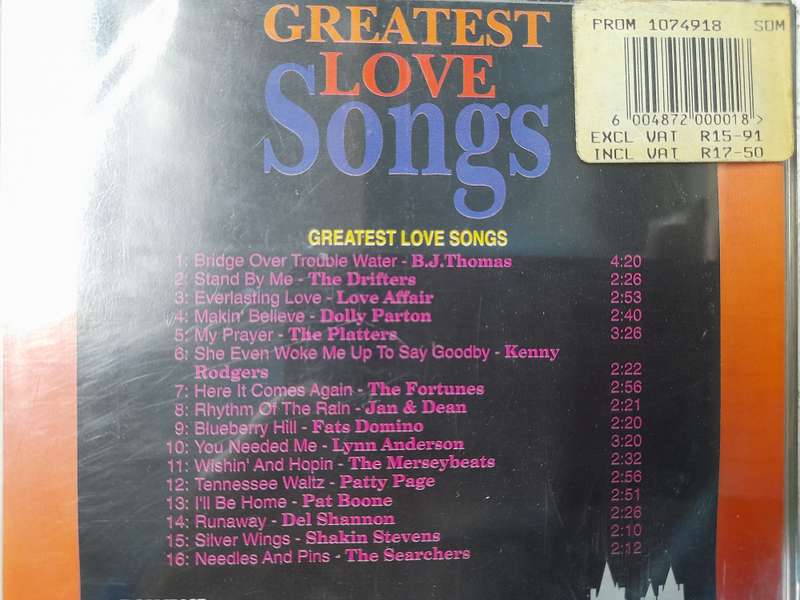 GREATEST
LOVE
Songs
PROM 1074918 SOM
6 004872 000018 >
EXCL VAT R15-91
INCL VAT R17-50
GREATEST LOVE SONGS
1: Bridge Over Trouble Water - B.J.Thomas 4:20
2: Stand By Me - The Drifters 2:26
3: Everlasting Love - Love Affair 2:53
4: Makin' Believe - Dolly Parton 2:40
5: My Prayer - The Platters 3:26
6: She Even Woke Me Up To Say Goodby - Kenny
Rodgers 2:22
7: Here It Comes Again - The Fortunes 2:56
8: Rhythm Of The Rain - Jan & Dean 2:21
9: Blueberry Hill - Fats Domino 2:20
10: You Needed Me - Lynn Anderson 3:20
11: Wishin' And Hopin - The Merseybeats 2:32
12: Tennessee Waltz - Patty Page 2:56
13: I'll Be Home - Pat Boone 2:51
14: Runaway - Del Shannon 2:26
15: Silver Wings - Shakin Stevens 2:10
16: Needles And Pins - The Searchers 2:12